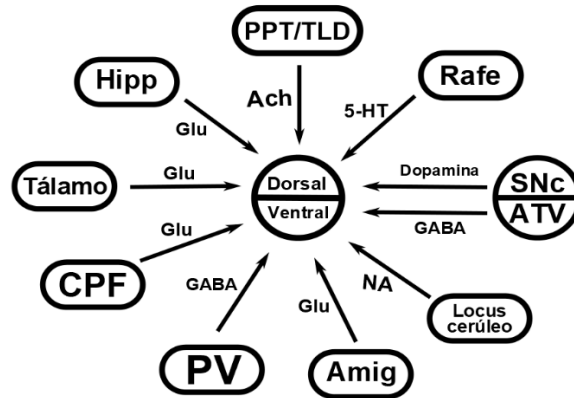 PPT/TLD
Hipp
Rafe
Ach
5-HT
Glu
Tálamo
Glu
Dorsal
Ventral
Dopamina
SNc
ATV
GABA
Glu
CPF
GABA
NA
Locus
cerúleo
Glu
PV
Amig